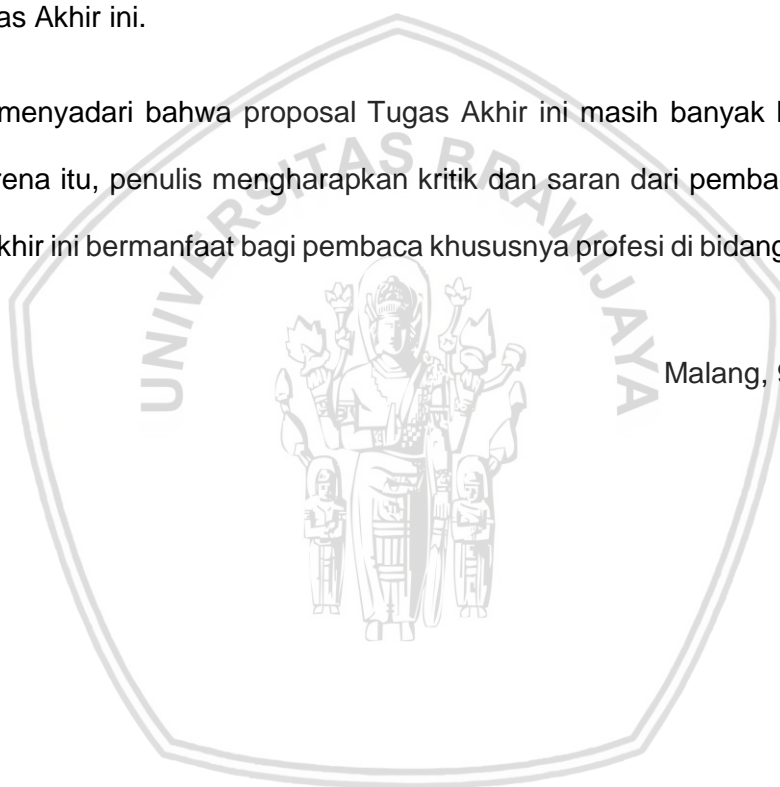 as Akhir ini.
menyadari bahwa proposal Tugas Akhir ini masih banyak
rena itu, penulis mengharapkan kritik dan saran dari pemba
khir ini bermanfaat bagi pembaca khususnya profesi di bidang
UNIVERSITAS BRAWIJAYA
Malang, 9